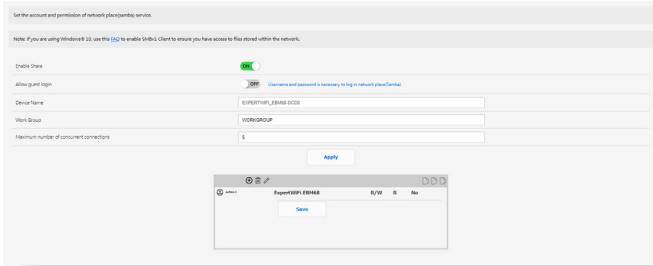 Set the account and permission of network place(samba) service.
Note: If you are using Windows® 10, use this FAQ to enable SMBv1 Client to ensure you have access to files stored within the network.
Enable Share ON
Allow guest login OFF Username and password is necessary to log in network place(Samba)
Device Name EXPERTWIFI_EBM68-DCD0
Work Group WORKGROUP
Maximum number of concurrent connections 5
Apply
ExpertWiFi EBM68 R/W R No
Save